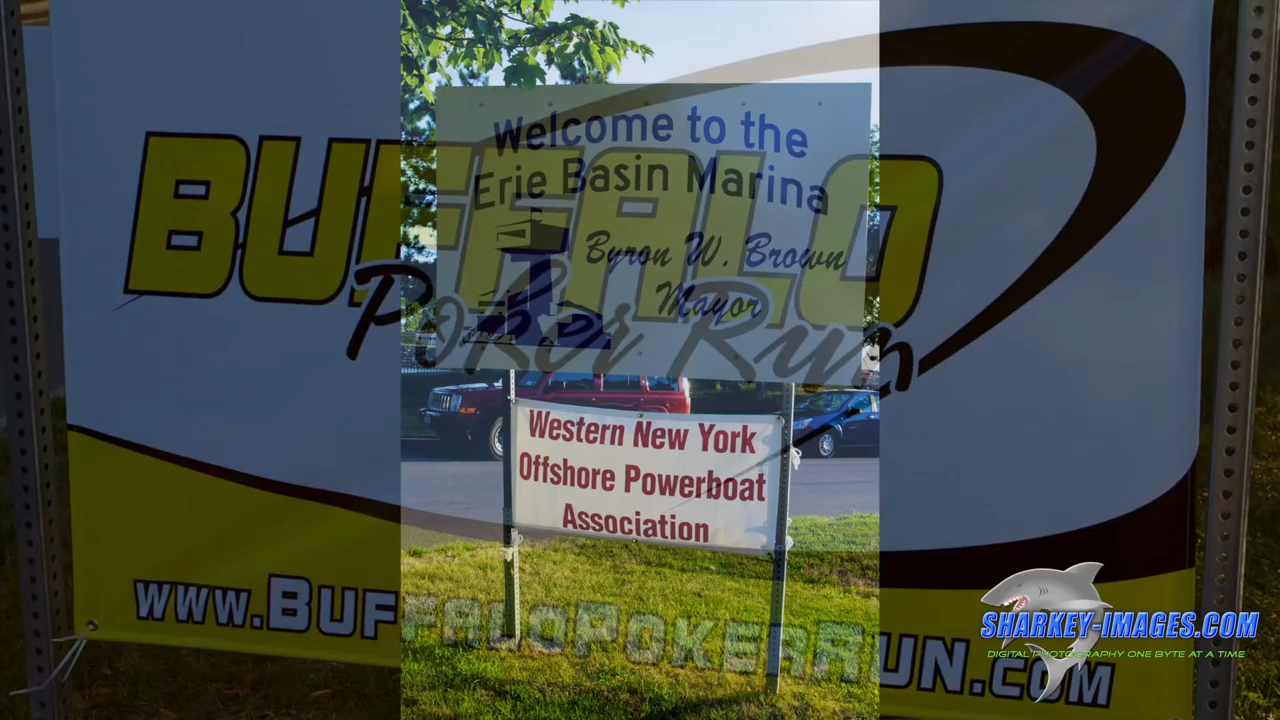 Welcome to the
Erie Basin Marina
Byron W. Brown
Mayor
BUFFALO
Poker Run
Western New York
Offshore Powerboat
Association
www.BuffaloPokerRun.com
SHARKEY-IMAGES.COM
DIGITAL PHOTOGRAPHY ONE BYTE AT A TIME